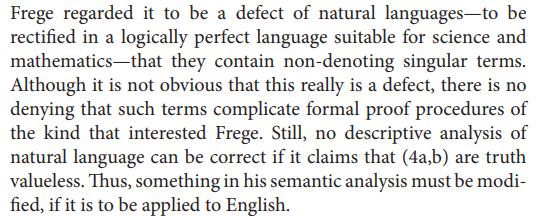 Frege regarded it to be a defect of natural languages—to be
rectified in a logically perfect language suitable for science and
mathematics—that they contain non-denoting singular terms.
Although it is not obvious that this really is a defect, there is no
denying that such terms complicate formal proof procedures of
the kind that interested Frege. Still, no descriptive analysis of
natural language can be correct if it claims that (4a,b) are truth
valueless. Thus, something in his semantic analysis must be modi-
fied, if it is to be applied to English.